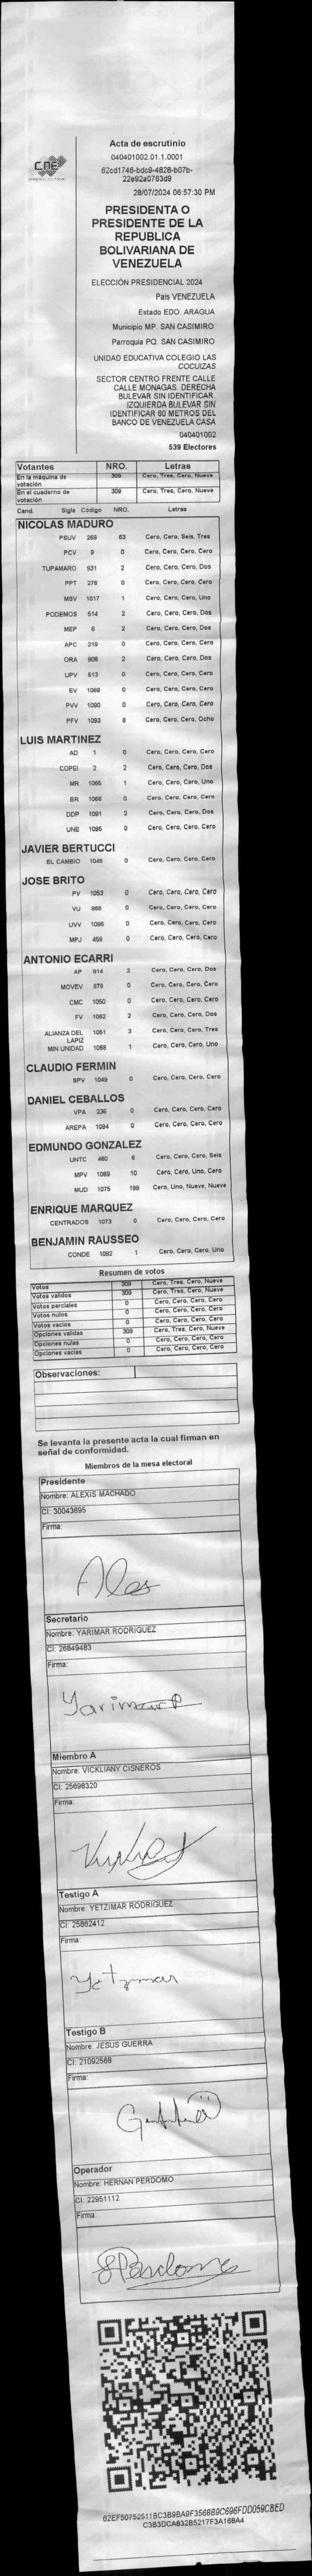 CNE
Acta de escrutinio
040401002.01.1.0001
62cd1746-bdc9-4828-b07b-
22e92a0763d9
28/07/2024 06:57:30 PM
PRESIDENTA O
PRESIDENTE DE LA
REPUBLICA
BOLIVARIANA DE
VENEZUELA
ELECCIÓN PRESIDENCIAL 2024
Pais VENEZUELA
Estado EDO. ARAGUA
Municipio MP. SAN CASIMIRO
Parroquia PQ. SAN CASIMIRO
UNIDAD EDUCATIVA COLEGIO LAS
COCUIZAS
SECTOR CENTRO FRENTE CALLE
CALLE MONAGAS. DERECHA
BULEVAR SIN IDENTIFICAR.
IZQUIERDA BULEVAR SIN
IDENTIFICAR 60 METROS DEL
BANCO DE VENEZUELA CASA
040401002
539 Electores
Votantes NRO. Letras
En la máquina de votación 309 Cero, Tres, Cero, Nueve
En el cuaderno de votación 309 Cero, Tres, Cero, Nueve
Cand. Sigla Código NRO. Letras
NICOLAS MADURO
PSUV 269 63 Cero, Cero, Seis, Tres
PCV 9 0 Cero, Cero, Cero, Cero
TUPAMARO 931 2 Cero, Cero, Cero, Dos
PPT 276 0 Cero, Cero, Cero, Cero
MSV 1017 1 Cero, Cero, Cero, Uno
PODEMOS 514 2 Cero, Cero, Cero, Dos
MEP 6 2 Cero, Cero, Cero, Dos
APC 219 0 Cero, Cero, Cero, Cero
ORA 906 2 Cero, Cero, Cero, Dos
UPV 513 0 Cero, Cero, Cero, Cero
EV 1089 0 Cero, Cero, Cero, Cero
PVV 1090 0 Cero, Cero, Cero, Cero
PFV 1093 8 Cero, Cero, Cero, Ocho
LUIS MARTINEZ
AD 1 0 Cero, Cero, Cero, Cero
COPEI 2 2 Cero, Cero, Cero, Dos
MR 1065 1 Cero, Cero, Cero, Uno
BR 1066 0 Cero, Cero, Cero, Cero
DDP 1091 2 Cero, Cero, Cero, Dos
UNE 1095 0 Cero, Cero, Cero, Cero
JAVIER BERTUCCI
EL CAMBIO 1046 0 Cero, Cero, Cero, Cero
JOSE BRITO
PV 1053 0 Cero, Cero, Cero, Cero
VU 868 0 Cero, Cero, Cero, Cero
UVV 1096 0 Cero, Cero, Cero, Cero
MPJ 458 0 Cero, Cero, Cero, Cero
ANTONIO ECARRI
AP 814 2 Cero, Cero, Cero, Dos
MOVEV 876 0 Cero, Cero, Cero, Cero
CMC 1050 0 Cero, Cero, Cero, Cero
FV 1062 2 Cero, Cero, Cero, Dos
ALIANZA DEL LAPIZ 1051 3 Cero, Cero, Cero, Tres
MIN UNIDAD 1068 1 Cero, Cero, Cero, Uno
CLAUDIO FERMIN
SPV 1049 0 Cero, Cero, Cero, Cero
DANIEL CEBALLOS
VPA 236 0 Cero, Cero, Cero, Cero
AREPA 1094 0 Cero, Cero, Cero, Cero
EDMUNDO GONZALEZ
UNTC 460 6 Cero, Cero, Cero, Seis
MPV 1069 10 Cero, Cero, Uno, Cero
MUD 1075 199 Cero, Uno, Nueve, Nueve
ENRIQUE MARQUEZ
CENTRADOS 1073 0 Cero, Cero, Cero, Cero
BENJAMIN RAUSSEO
CONDE 1092 1 Cero, Cero, Cero, Uno
Resumen de votos
Votos 309 Cero, Tres, Cero, Nueve
Votos validos 309 Cero, Tres, Cero, Nueve
Votos parciales 0 Cero, Cero, Cero, Cero
Votos nulos 0 Cero, Cero, Cero, Cero
Votos vacios 0 Cero, Cero, Cero, Cero
Opciones validas 309 Cero, Tres, Cero, Nueve
Opciones nulas 0 Cero, Cero, Cero, Cero
Opciones vacias 0 Cero, Cero, Cero, Cero
Observaciones:
Se levanta la presente acta la cual firman en
señal de conformidad.
Miembros de la mesa electoral
Presidente
Nombre: ALEXIS MACHADO
CI: 30043695
Firma:
Alex
Secretario
Nombre: YARIMAR RODRIGUEZ
CI: 26849483
Firma:
Yarimar R
Miembro A
Nombre: VICKLIANY CISNEROS
CI: 25698320
Firma:
Testigo A
Nombre: YETZIMAR RODRIGUEZ
CI: 25862412
Firma:
Yetzimar
Testigo B
Nombre: JESUS GUERRA
CI: 21092568
Firma:
Operador
Nombre: HERNAN PERDOMO
CI: 22951112
Firma:
Perdomo
62EF50752511BC3B9BA9F3568B9C696FDD059CBED
C3B3DCA832B5217F3A168A4